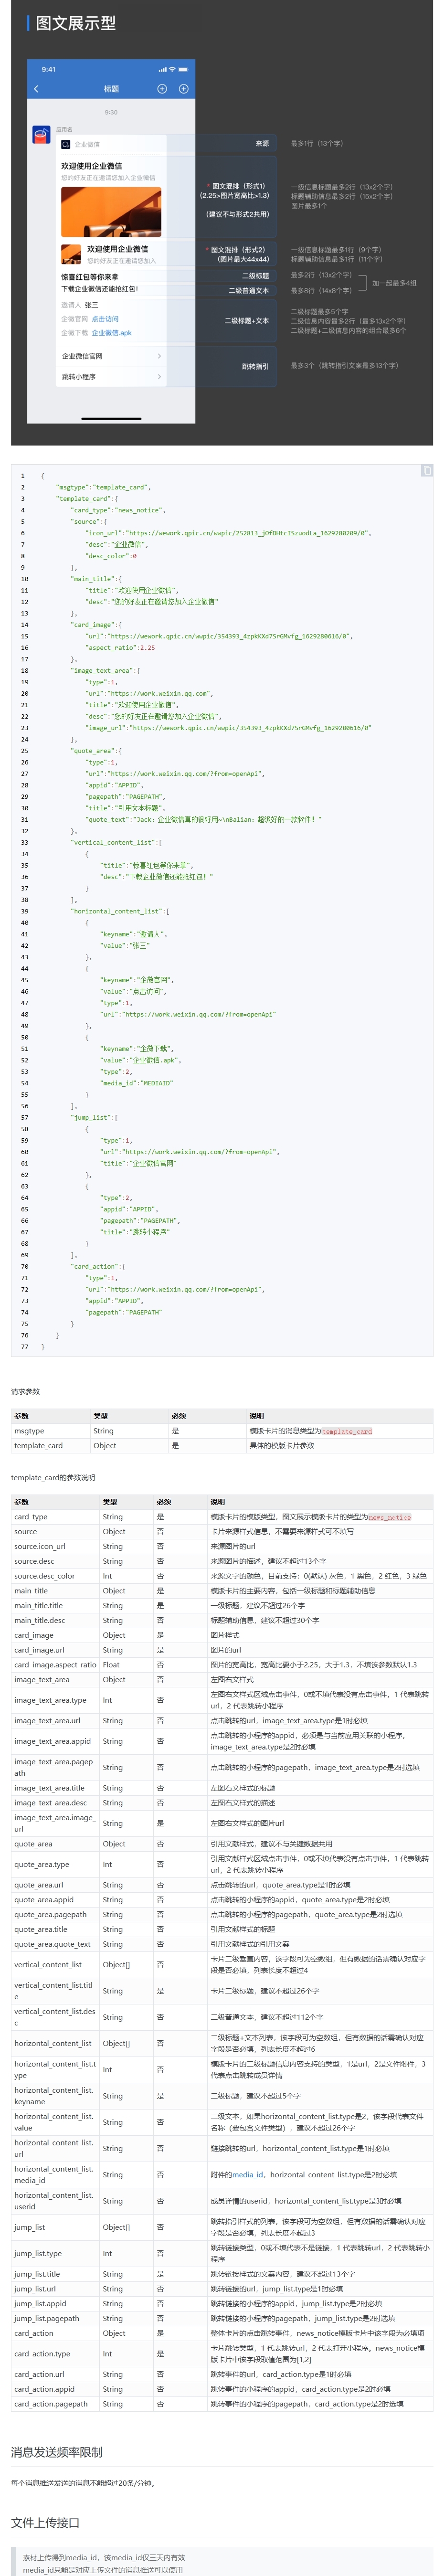 图文展示型
9:41
标题
9:30
应用名
企业微信
欢迎使用企业微信
您的好友正在邀请您加入企业微信
欢迎使用企业微信
您的好友正在邀请您加入
惊喜红包等你来拿
下载企业微信还能抢红包!
邀请人 张三
企微官网 点击访问
企微下载 企业微信.apk
企业微信官网
跳转小程序
来源
最多1行(13个字)
* 图文混排(形式1)
(2.25>图片宽高比>1.3)
(建议不与形式2共用)
一级信息标题最多2行(13x2个字)
标题辅助信息最多2行(15x2个字)
图片最多1个
* 图文混排(形式2)
(图片最大44x44)
一级信息标题最多1行(9个字)
标题辅助信息最多1行(11个字)
二级标题
最多2行(13x2个字)
二级普通文本
最多8行(14x8个字)
加一起最多4组
二级标题+文本
二级标题最多5个字
二级信息内容最多2行(最多13x2个字)
二级标题+二级信息内容的组合最多6个
跳转指引
最多3个(跳转指引文案最多13个字)
1 {
2 "msgtype":"template_card",
3 "template_card":{
4 "card_type":"news_notice",
5 "source":{
6 "icon_url":"https://wework.qpic.cn/wwpic/252813_jOfDHtcISzuodLa_1629280209/0",
7 "desc":"企业微信",
8 "desc_color":0
9 },
10 "main_title":{
11 "title":"欢迎使用企业微信",
12 "desc":"您的好友正在邀请您加入企业微信"
13 },
14 "card_image":{
15 "url":"https://wework.qpic.cn/wwpic/354393_4zpkKXd7SrGMvfg_1629280616/0",
16 "aspect_ratio":2.25
17 },
18 "image_text_area":{
19 "type":1,
20 "url":"https://work.weixin.qq.com",
21 "title":"欢迎使用企业微信",
22 "desc":"您的好友正在邀请您加入企业微信",
23 "image_url":"https://wework.qpic.cn/wwpic/354393_4zpkKXd7SrGMvfg_1629280616/0"
24 },
25 "quote_area":{
26 "type":1,
27 "url":"https://work.weixin.qq.com/?from=openApi",
28 "appid":"APPID",
29 "pagepath":"PAGEPATH",
30 "title":"引用文本标题",
31 "quote_text":"Jack:企业微信真的很好用~\nBalian:超级好的一款软件!"
32 },
33 "vertical_content_list":[
34 {
35 "title":"惊喜红包等你来拿",
36 "desc":"下载企业微信还能抢红包!"
37 }
38 ],
39 "horizontal_content_list":[
40 {
41 "keyname":"邀请人",
42 "value":"张三"
43 },
44 {
45 "keyname":"企微官网",
46 "value":"点击访问",
47 "type":1,
48 "url":"https://work.weixin.qq.com/?from=openApi"
49 },
50 {
51 "keyname":"企微下载",
52 "value":"企业微信.apk",
53 "type":2,
54 "media_id":"MEDIAID"
55 }
56 ],
57 "jump_list":[
58 {
59 "type":1,
60 "url":"https://work.weixin.qq.com/?from=openApi",
61 "title":"企业微信官网"
62 },
63 {
64 "type":2,
65 "appid":"APPID",
66 "pagepath":"PAGEPATH",
67 "title":"跳转小程序"
68 }
69 ],
70 "card_action":{
71 "type":1,
72 "url":"https://work.weixin.qq.com/?from=openApi",
73 "appid":"APPID",
74 "pagepath":"PAGEPATH"
75 }
76 }
77 }
请求参数
参数 类型 必须 说明
msgtype String 是 模版卡片的消息类型为template_card
template_card Object 是 具体的模版卡片参数
template_card的参数说明
参数 类型 必须 说明
card_type String 是 模版卡片的模版类型,图文展示模版卡片的类型为news_notice
source Object 否 卡片来源样式信息,不需要来源样式可不填写
source.icon_url String 否 来源图片的url
source.desc String 否 来源图片的描述,建议不超过13个字
source.desc_color Int 否 来源文字的颜色,目前支持:0(默认) 灰色,1 黑色,2 红色,3 绿色
main_title Object 是 模版卡片的主要内容,包括一级标题和标题辅助信息
main_title.title String 是 一级标题,建议不超过26个字
main_title.desc String 否 标题辅助信息,建议不超过30个字
card_image Object 是 图片样式
card_image.url String 是 图片的url
card_image.aspect_ratio Float 否 图片的宽高比,宽高比要小于2.25,大于1.3,不填该参数默认1.3
image_text_area Object 否 左图右文样式
image_text_area.type Int 否 左图右文样式区域点击事件,0或不填代表没有点击事件,1 代表跳转
url,2 代表跳转小程序
image_text_area.url String 否 点击跳转的url,image_text_area.type是1时必填
image_text_area.appid String 否 点击跳转的小程序的appid,必须是与当前应用关联的小程序,
image_text_area.type是2时必填
image_text_area.pagep
ath String 否 点击跳转的小程序的pagepath,image_text_area.type是2时选填
image_text_area.title String 否 左图右文样式的标题
image_text_area.desc String 否 左图右文样式的描述
image_text_area.image_
url String 是 左图右文样式的图片url
quote_area Object 否 引用文献样式,建议不与关键数据共用
quote_area.type Int 否 引用文献样式区域点击事件,0或不填代表没有点击事件,1 代表跳转
url,2 代表跳转小程序
quote_area.url String 否 点击跳转的url,quote_area.type是1时必填
quote_area.appid String 否 点击跳转的小程序的appid,quote_area.type是2时必填
quote_area.pagepath String 否 点击跳转的小程序的pagepath,quote_area.type是2时选填
quote_area.title String 否 引用文献样式的标题
quote_area.quote_text String 否 引用文献样式的引用文案
vertical_content_list Object[] 否 卡片二级垂直内容,该字段可为空数组,但有数据的话需确认对应字
段是否必填,列表长度不超过4
vertical_content_list.titl
e String 是 卡片二级标题,建议不超过26个字
vertical_content_list.des
c String 否 二级普通文本,建议不超过112个字
horizontal_content_list Object[] 否 二级标题+文本列表,该字段可为空数组,但有数据的话需确认对应
字段是否必填,列表长度不超过6
horizontal_content_list.t
ype Int 否 模版卡片的二级标题信息内容支持的类型,1是url,2是文件附件,3
代表点击跳转成员详情
horizontal_content_list.
keyname String 是 二级标题,建议不超过5个字
horizontal_content_list.
value String 否 二级文本,如果horizontal_content_list.type是2,该字段代表文件
名称(要包含文件类型),建议不超过26个字
horizontal_content_list.
url String 否 链接跳转的url,horizontal_content_list.type是1时必填
horizontal_content_list.
media_id String 否 附件的media_id,horizontal_content_list.type是2时必填
horizontal_content_list.
userid String 否 成员详情的userid,horizontal_content_list.type是3时必填
jump_list Object[] 否 跳转指引样式的列表,该字段可为空数组,但有数据的话需确认对应
字段是否必填,列表长度不超过3
jump_list.type Int 否 跳转链接类型,0或不填代表不是链接,1 代表跳转url,2 代表跳转小
程序
jump_list.title String 是 跳转链接样式的文案内容,建议不超过13个字
jump_list.url String 否 跳转链接的url,jump_list.type是1时必填
jump_list.appid String 否 跳转链接的小程序的appid,jump_list.type是2时必填
jump_list.pagepath String 否 跳转链接的小程序的pagepath,jump_list.type是2时选填
card_action Object 是 整体卡片的点击跳转事件,news_notice模版卡片中该字段为必填项
card_action.type Int 是 卡片跳转类型,1 代表跳转url,2 代表打开小程序。news_notice模
版卡片中该字段取值范围为[1,2]
card_action.url String 否 跳转事件的url,card_action.type是1时必填
card_action.appid String 否 跳转事件的小程序的appid,card_action.type是2时必填
card_action.pagepath String 否 跳转事件的小程序的pagepath,card_action.type是2时选填
消息发送频率限制
每个消息推送发送的消息不能超过20条/分钟。
文件上传接口
素材上传得到media_id,该media_id仅三天内有效
media_id只能是对应上传文件的消息推送可以使用